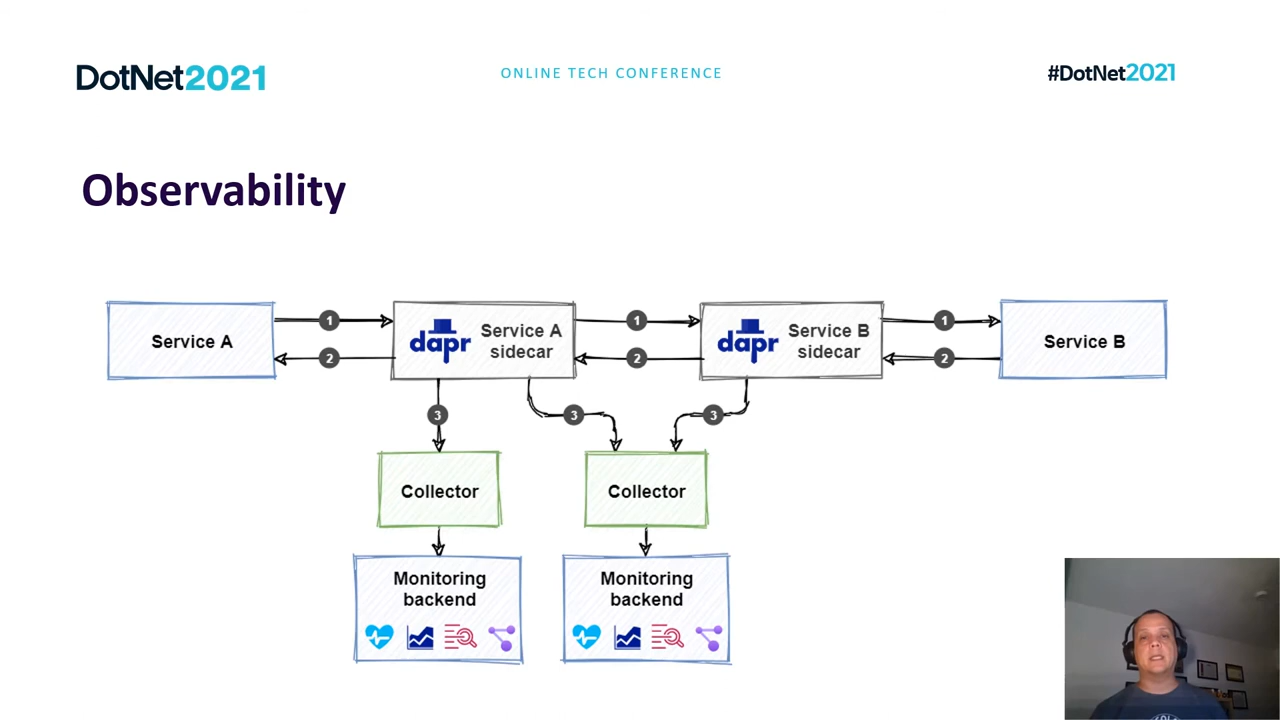 DotNet2021
ONLINE TECH CONFERENCE
#DotNet2021
Observability
Service A
1
2
dapr
Service A
sidecar
1
2
dapr
Service B
sidecar
1
2
Service B
3
3
3
Collector
Collector
Monitoring
backend
Monitoring
backend